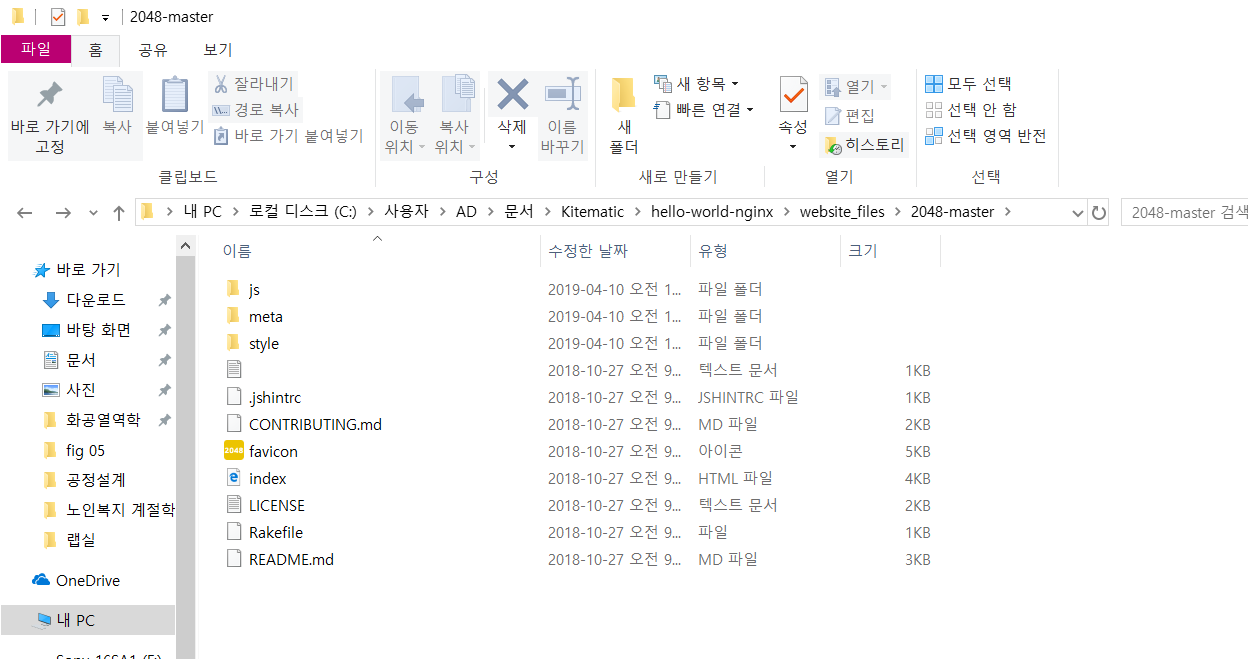 2048-master
파일 홈 공유 보기
바로 가기에 고정 복사 붙여넣기 잘라내기 경로 복사 바로 가기 붙여넣기
클립보드
이동 위치 복사 위치 삭제 이름 바꾸기
구성
새 폴더 새 항목 빠른 연결
새로 만들기
속성 열기 편집 히스토리
열기
모두 선택
선택 안 함
선택 영역 반전
선택
내 PC 로컬 디스크 (C:) 사용자 AD 문서 Kitematic hello-world-nginx website_files 2048-master
2048-master 검색
바로 가기
다운로드
바탕 화면
문서
사진
화공열역학
fig 05
공정설계
노인복지 계절학
랩실
OneDrive
내 PC
이름 수정한 날짜 유형 크기
js 2019-04-10 오전 1... 파일 폴더
meta 2019-04-10 오전 1... 파일 폴더
style 2019-04-10 오전 1... 파일 폴더
2018-10-27 오전 9... 텍스트 문서 1KB
.jshintrc 2018-10-27 오전 9... JSHINTRC 파일 1KB
CONTRIBUTING.md 2018-10-27 오전 9... MD 파일 2KB
2048 favicon 2018-10-27 오전 9... 아이콘 5KB
index 2018-10-27 오전 9... HTML 파일 4KB
LICENSE 2018-10-27 오전 9... 텍스트 문서 2KB
Rakefile 2018-10-27 오전 9... 파일 1KB
README.md 2018-10-27 오전 9... MD 파일 3KB